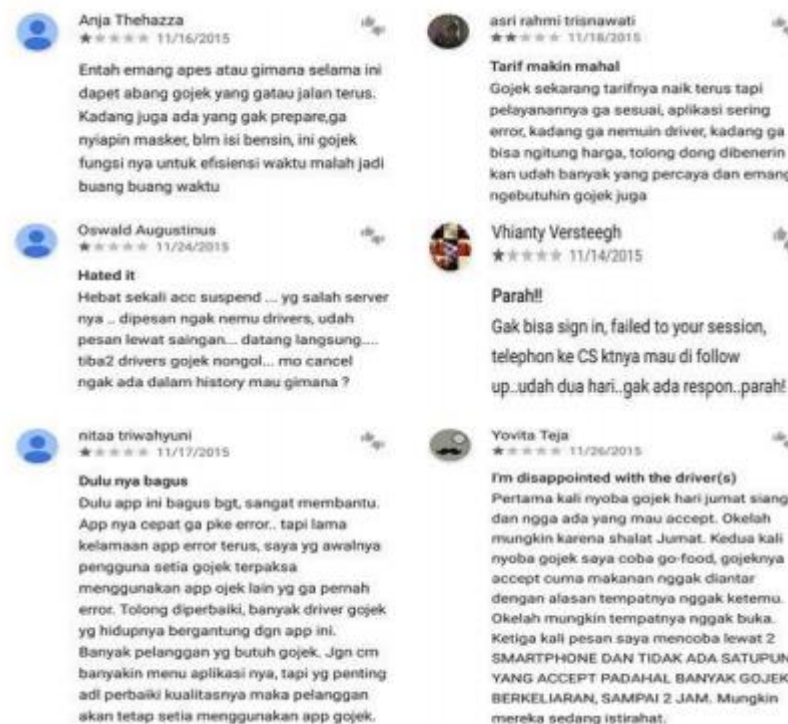 Anja Thehazza
11/16/2015
Entah emang apes atau gimana selama ini
dapet abang gojek yang gatau jalan terus.
Kadang juga ada yang gak prepare,ga
nyiapin masker, blm isi bensin, ini gojek
fungsi nya untuk efisiensi waktu malah jadi
buang buang waktu
Oswald Augustinus
11/24/2015
Hated it
Hebat sekali acc suspend ... yg salah server
nya .. dipesan ngak nemu drivers, udah
pesan lewat saingan... datang langsung....
tiba2 drivers gojek nongol... mo cancel
ngak ada dalam history mau gimana ?
nitaa triwahyuni
11/17/2015
Dulu nya bagus
Dulu app ini bagus bgt, sangat membantu.
App nya cepat ga pke error.. tapi lama
kelamaan app error terus, saya yg awalnya
pengguna setia gojek terpaksa
menggunakan app ojek lain yg ga pernah
error. Tolong diperbaiki, banyak driver gojek
yg hidupnya bergantung dgn app ini.
Banyak pelanggan yg butuh gojek. Jgn cm
banyakin menu aplikasi nya, tapi yg penting
adl perbaiki kualitasnya maka pelanggan
akan tetap setia menggunakan app gojek.
asri rahmi trisnawati
11/18/2015
Tarif makin mahal
Gojek sekarang tarifnya naik terus tapi
pelayanannya ga sesuai, aplikasi sering
error, kadang ga nemuin driver, kadang ga
bisa ngitung harga, tolong dong dibenerin
kan udah banyak yang percaya dan emang
ngebutuhin gojek juga
Vhianty Versteegh
11/14/2015
Parah!!
Gak bisa sign in, failed to your session,
telephon ke CS ktnya mau di follow
up..udah dua hari..gak ada respon..parah!
Yovita Teja
11/26/2015
I'm disappointed with the driver(s)
Pertama kali nyoba gojek hari jumat siang
dan ngga ada yang mau accept. Okelah
mungkin karena shalat Jumat. Kedua kali
nyoba gojek saya coba go-food, gojeknya
accept cuma makanan nggak diantar
dengan alasan tempatnya nggak ketemu.
Okelah mungkin tempatnya nggak buka.
Ketiga kali pesan saya mencoba lewat 2
SMARTPHONE DAN TIDAK ADA SATUPUN
YANG ACCEPT PADAHAL BANYAK GOJEK
BERKELIARAN, SAMPAI 2 JAM. Mungkin
mereka sedang istirahat.